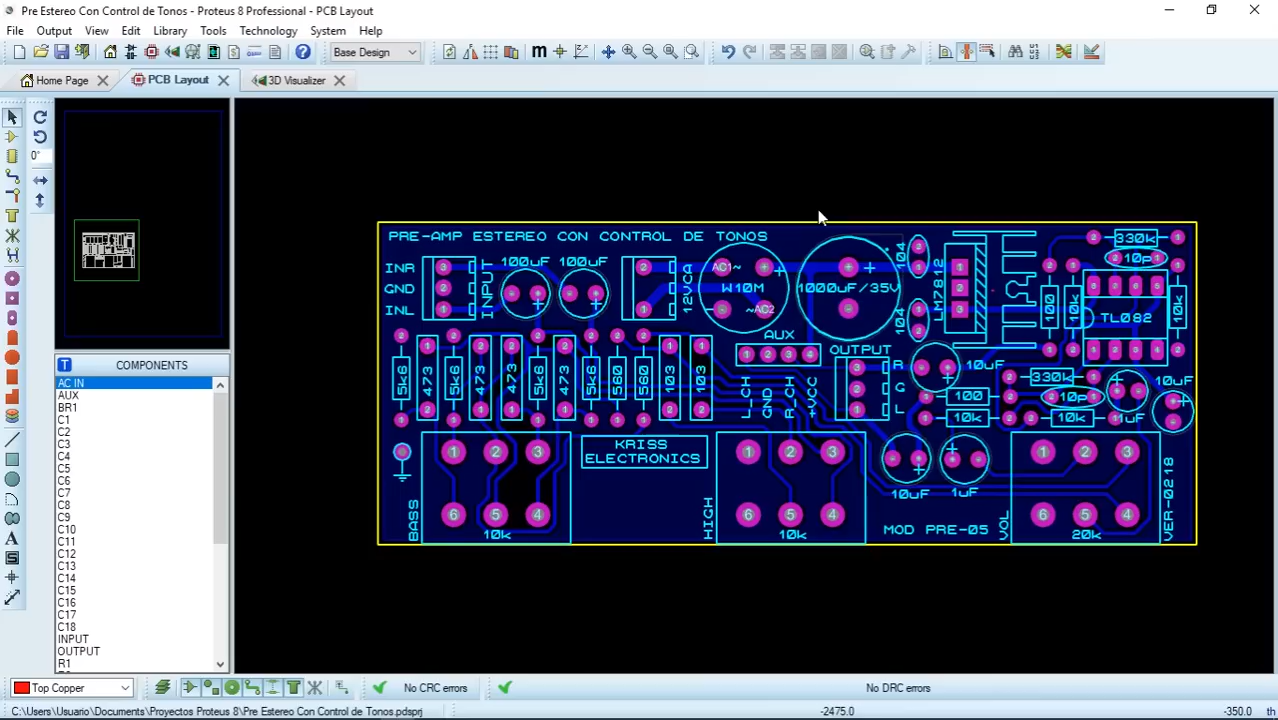 Pre Estereo Con Control de Tonos - Proteus 8 Professional - PCB Layout
File Output View Edit Library Tools Technology System Help
Base Design
Home Page
PCB Layout
3D Visualizer
0°
COMPONENTS
AC IN
AUX
BR1
C1
C2
C3
C4
C5
C6
C7
C8
C9
C10
C11
C12
C13
C14
C15
C16
C17
C18
INPUT
OUTPUT
R1
PRE-AMP ESTEREO CON CONTROL DE TONOS
INR
GND
INL
INPUT
100uF 100uF
12VCA
AC1~ +
W10M
- ~AC2
+
1000uF/35V
104
104
LM7812
330k
10p
100
10k
TL082
10k
5k6 473 5k6 473 473 5k6 473 5k6 560 560 103 103
AUX
L_CH
GND
R_CH
+VCC
OUTPUT
R
G
L
10uF
100
10k
330k
10p
10k
1uF
10uF
KRISS
ELECTRONICS
BASS
10k
HIGH
10k
10uF
1uF
MOD PRE-05
VOL
20k
VER-0218
Top Copper
No CRC errors
No DRC errors
C:\Users\Usuario\Documents\Proyectos Proteus 8\Pre Estereo Con Control de Tonos.pdsprj
-2475.0
-350.0 th